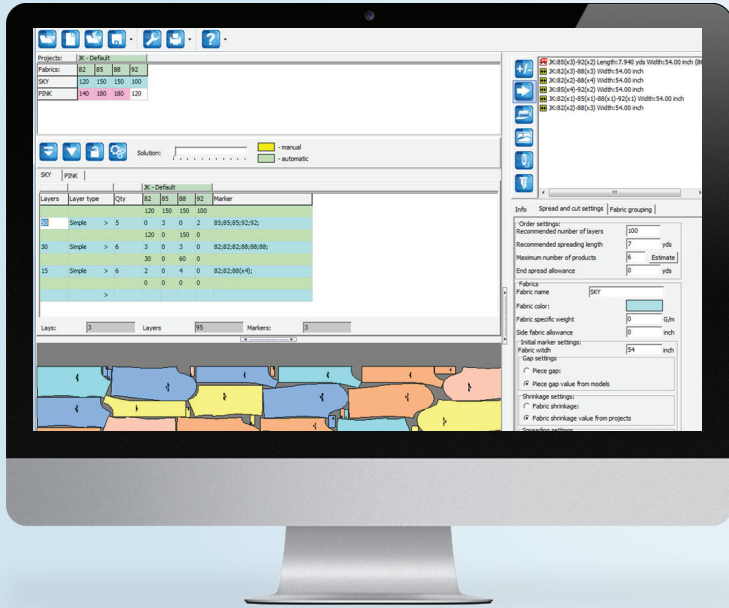 Projects: JK - Default
Fabrics: 82 85 88 92
SKY 120 150 150 100
PINK 140 180 180 120
Solution: - manual
- automatic
SKY PINK
JK - Default
Layers Layer type Qty 82 85 88 92 Marker
120 150 150 100
50 Simple > 5 0 3 0 2 85;85;85;92;92;
120 0 150 0
30 Simple > 6 3 0 3 0 82;82;82;88;88;88;
30 0 60 0
15 Simple > 6 2 0 4 0 82;82;88(x4);
0 0 0 0
>
Lays: 3 Layers 95 Markers: 3
JK:85(x3)-92(x2) Length:7.940 yds Width:54.00 inch (86
JK:82(x3)-88(x3) Width:54.00 inch
JK:82(x2)-88(x4) Width:54.00 inch
JK:85(x4)-92(x2) Width:54.00 inch
JK:82(x1)-85(x1)-88(x1)-92(x1) Width:54.00 inch
JK:82(x2)-88(x3) Width:54.00 inch
Info Spread and cut settings Fabric grouping
Order settings:
Recommended number of layers 100
Recommended spreading length 7 yds
Maximum number of products 6 Estimate
End spread allowance 0 yds
Fabrics
Fabric name SKY
Fabric color:
Fabric specific weight 0 G/m
Side fabric allowance 0 inch
Initial marker settings:
Fabric witdh 54 inch
Gap settings
Piece gap:
Piece gap value from models
Shrinkage settings:
Fabric shrinkage:
Fabric shrinkage value from projects
Spreading settings